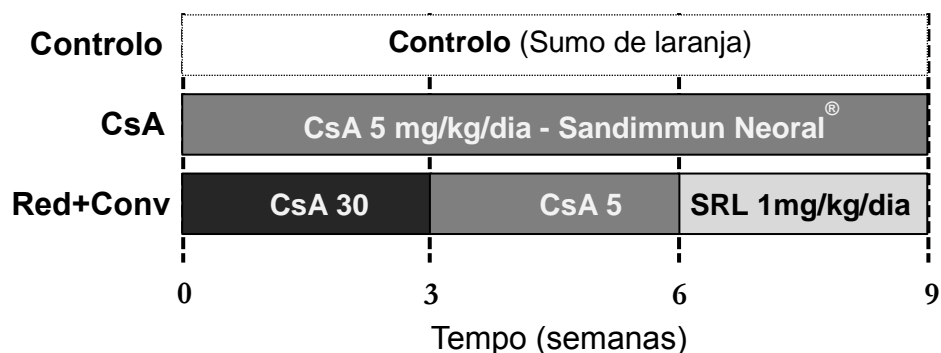 Controlo
Controlo (Sumo de laranja)
CsA
CsA 5 mg/kg/dia - Sandimmun Neoral®
Red+Conv
CsA 30
CsA 5
SRL 1mg/kg/dia
0
3
6
9
Tempo (semanas)